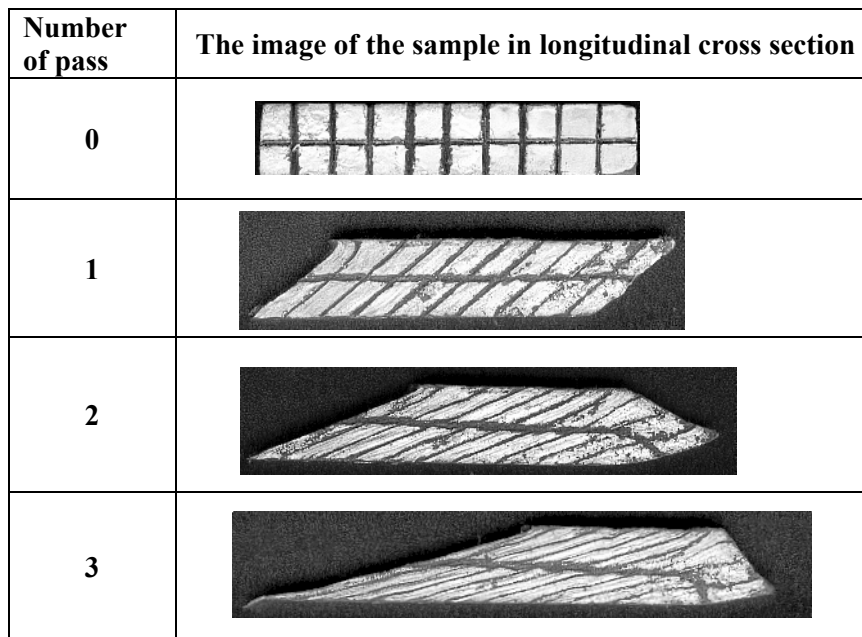 Number
of pass
The image of the sample in longitudinal cross section
0
1
2
3